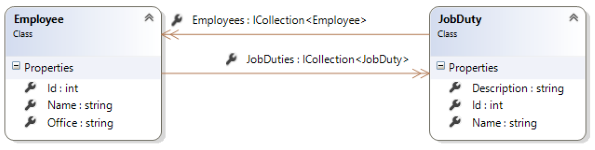 Employee
Class
Properties
Id : int
Name : string
Office : string
Employees : ICollection<Employee>
JobDuties : ICollection<JobDuty>
JobDuty
Class
Properties
Description : string
Id : int
Name : string